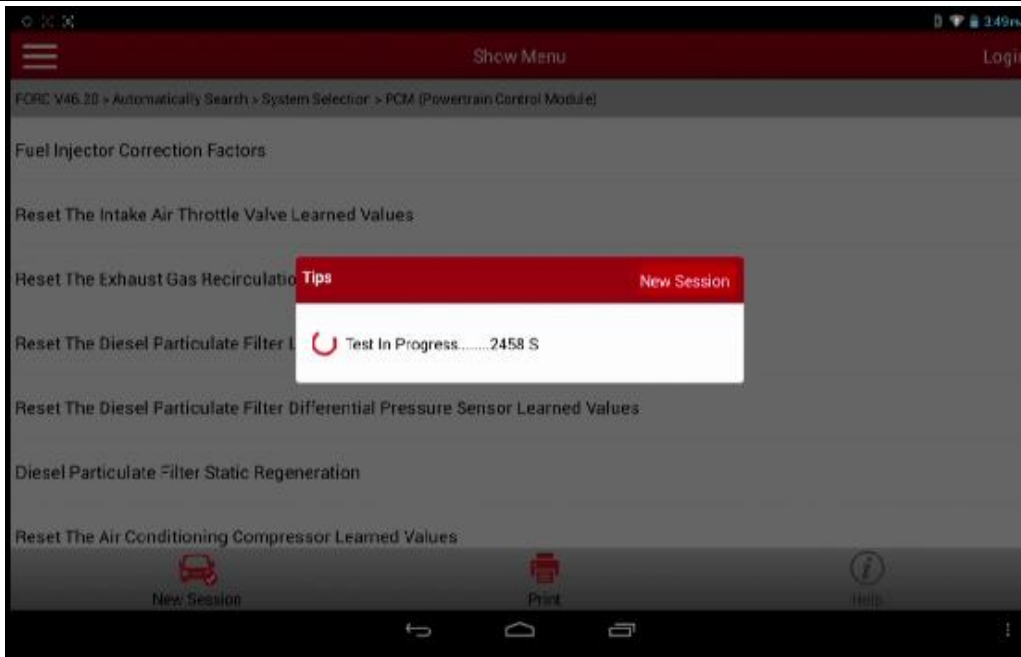 3:49PM
Show Menu
Login
FORD V46.20 > Automatically Search > System Selection > PCM (Powertrain Control Module)
Fuel Injector Correction Factors
Reset The Intake Air Throttle Valve Learned Values
Reset The Exhaust Gas Recirculatio
Tips
New Session
Reset The Diesel Particulate Filter L
Test In Progress........2458 S
Reset The Diesel Particulate Filter Differential Pressure Sensor Learned Values
Diesel Particulate Filter Static Regeneration
Reset The Air Conditioning Compressor Learned Values
New Session
Print
Help